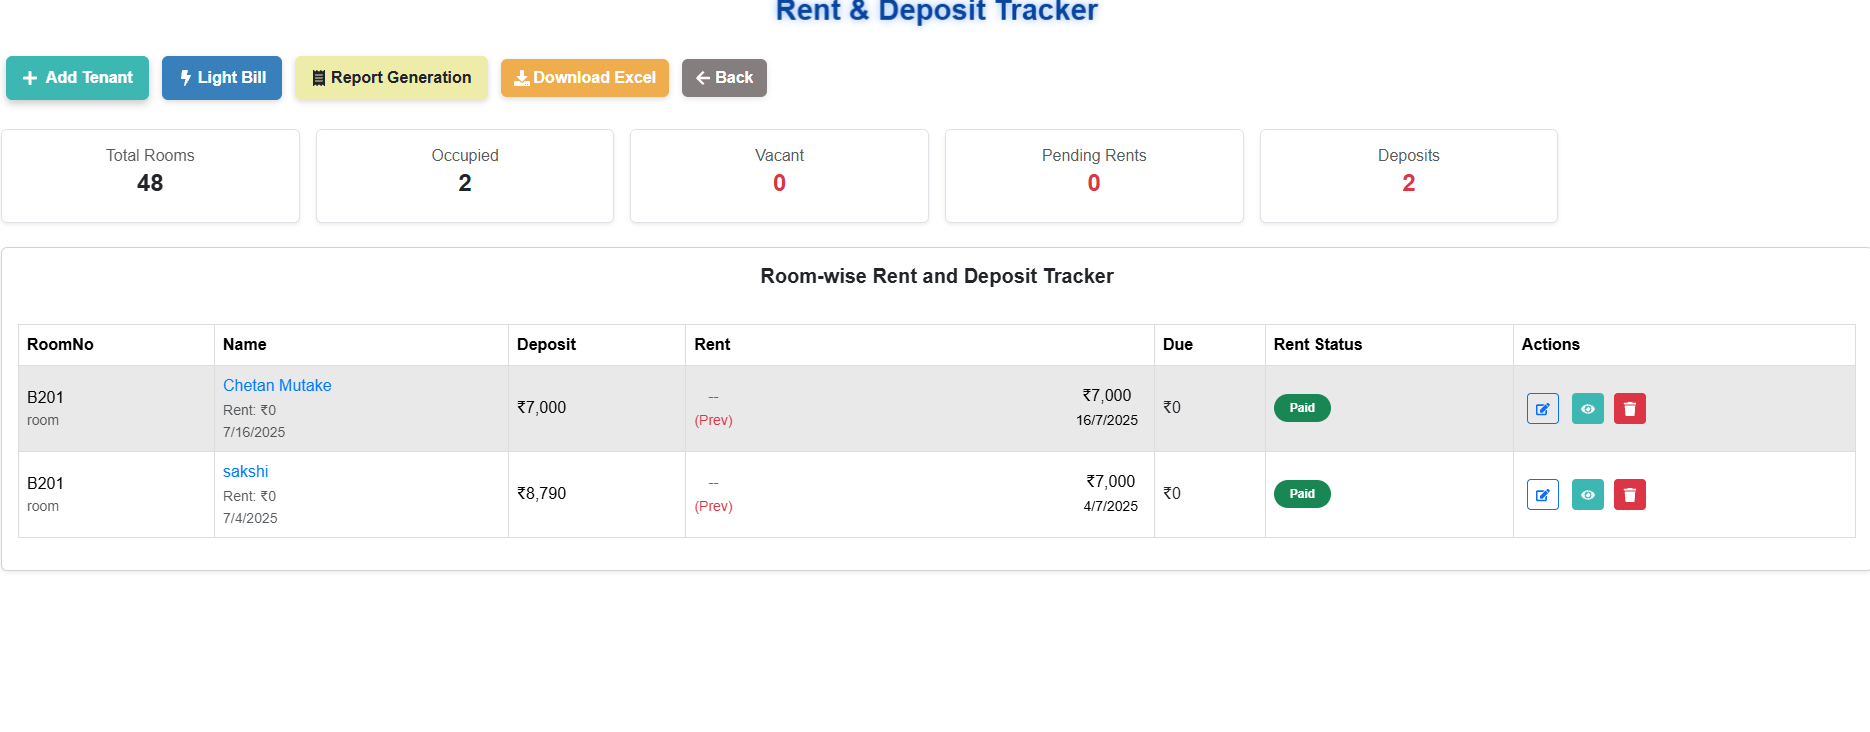 Rent & Deposit Tracker
Add Tenant
Light Bill
Report Generation
Download Excel
Back
Total Rooms
48
Occupied
2
Vacant
0
Pending Rents
0
Deposits
2
Room-wise Rent and Deposit Tracker
RoomNo Name Deposit Rent Due Rent Status Actions
B201
room
Chetan Mutake
Rent: ₹0
7/16/2025
₹7,000
--
(Prev)
₹7,000
16/7/2025
₹0
Paid
B201
room
sakshi
Rent: ₹0
7/4/2025
₹8,790
--
(Prev)
₹7,000
4/7/2025
₹0
Paid